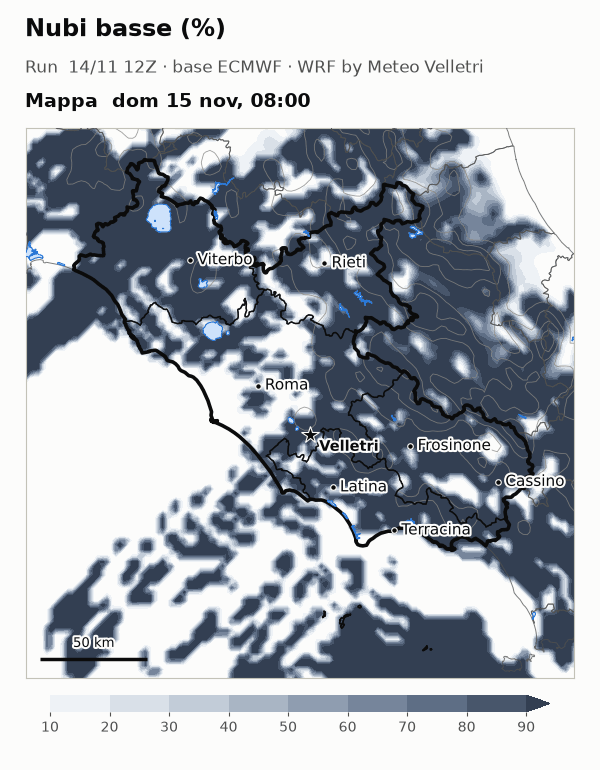 Nubi basse (%)
Run 14/11 12Z · base ECMWF · WRF by Meteo Velletri
Mappa dom 15 nov, 08:00
Viterbo
Rieti
Roma
Velletri
Frosinone
Cassino
Latina
Terracina
50 km
10 20 30 40 50 60 70 80 90